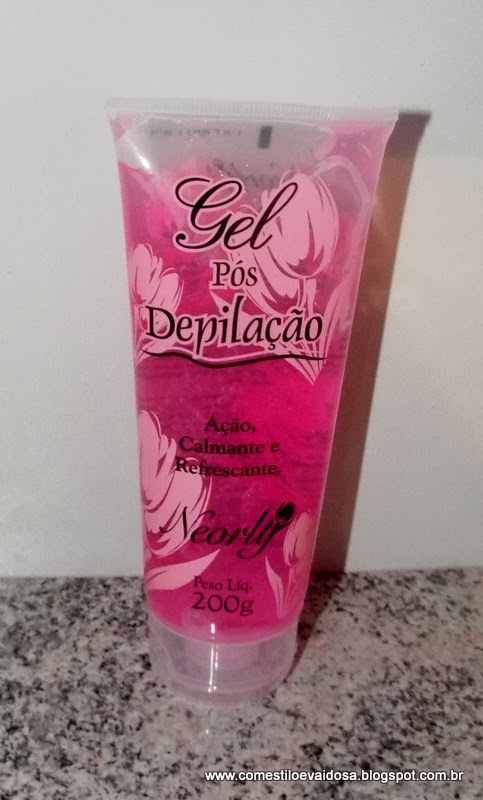 Gel
Pós
Depilação
Ação,
Calmante e
Refrescante.
Neorly
Peso Líq.
200g
www.comestiloevaidosa.blogspot.com.br